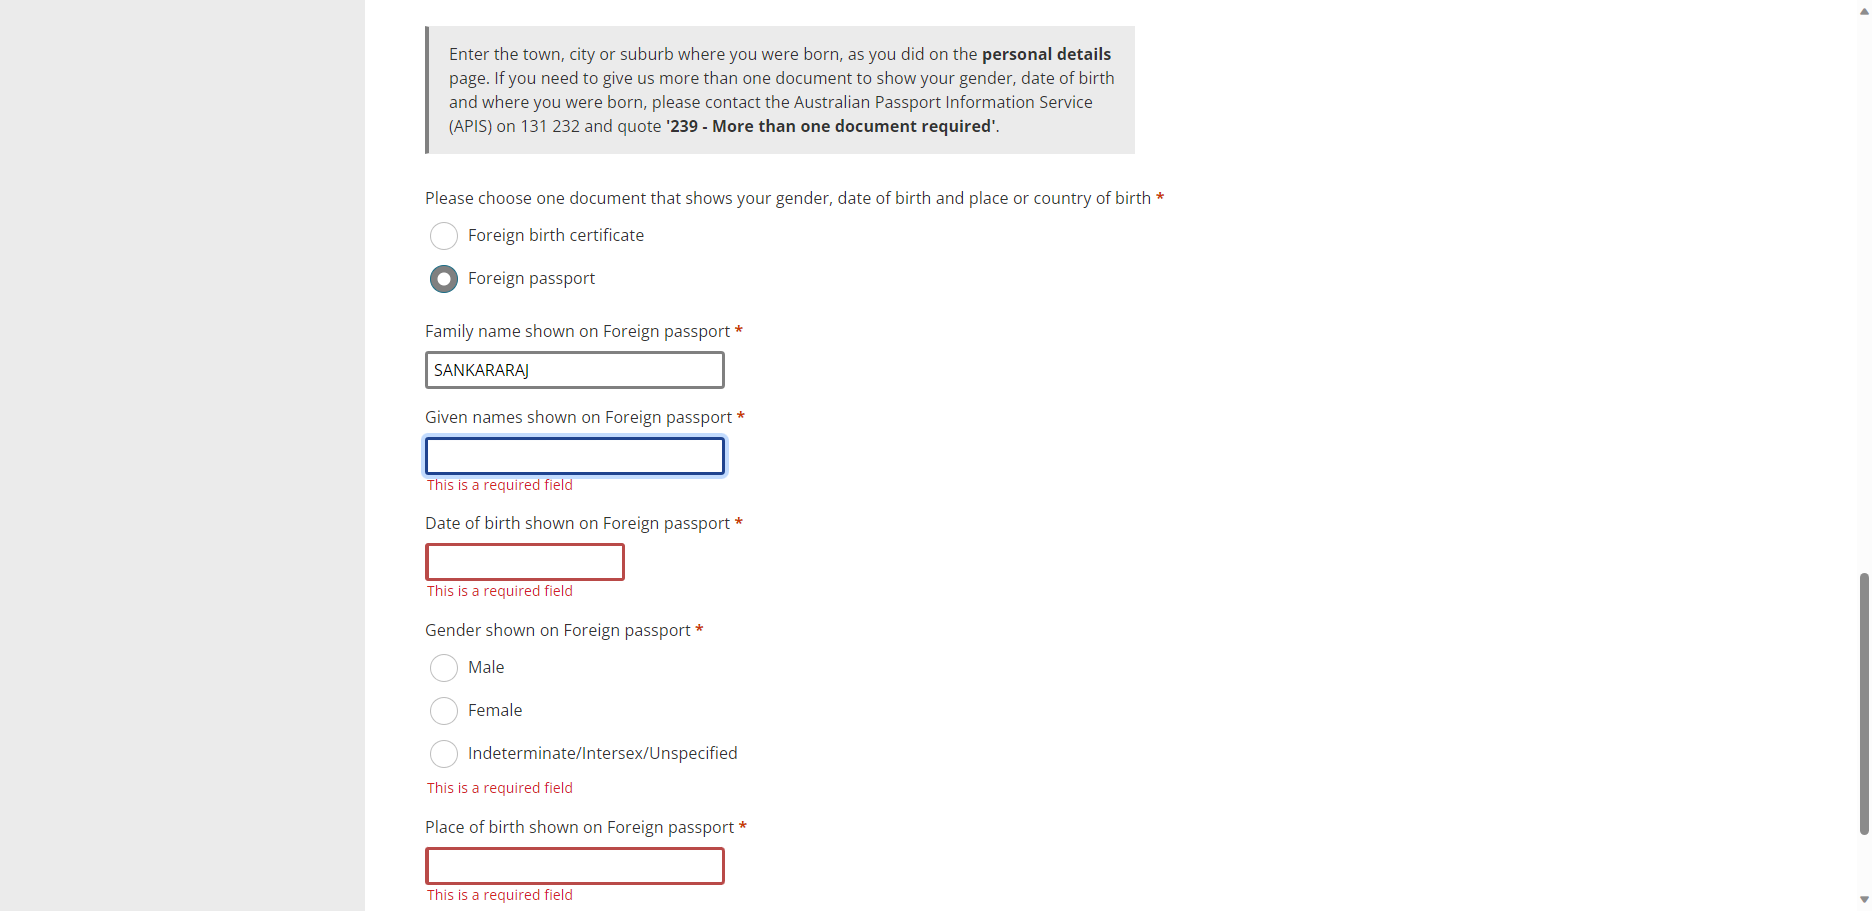 Enter the town, city or suburb where you were born, as you did on the personal details
page. If you need to give us more than one document to show your gender, date of birth
and where you were born, please contact the Australian Passport Information Service
(APIS) on 131 232 and quote '239 - More than one document required'.
Please choose one document that shows your gender, date of birth and place or country of birth *
Foreign birth certificate
Foreign passport
Family name shown on Foreign passport *
SANKARARAJ
Given names shown on Foreign passport *
This is a required field
Date of birth shown on Foreign passport *
This is a required field
Gender shown on Foreign passport *
Male
Female
Indeterminate/Intersex/Unspecified
This is a required field
Place of birth shown on Foreign passport *
This is a required field